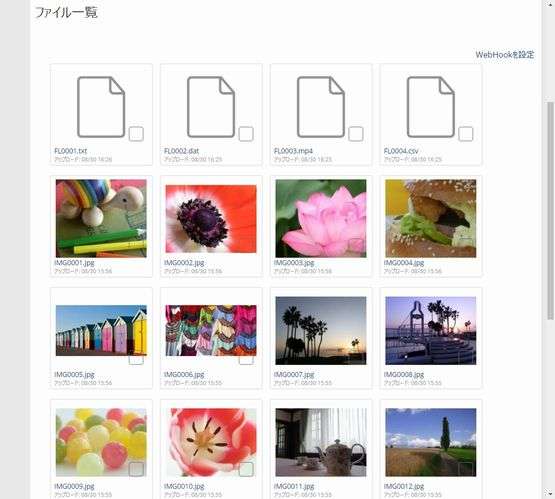 ファイル一覧
WebHookを設定
FL0001.txt
アップロード: 08/30 16:26
FL0002.dat
アップロード: 08/30 16:25
FL0003.mp4
アップロード: 08/30 16:25
FL0004.csv
アップロード: 08/30 16:25
IMG0001.jpg
アップロード: 08/30 15:56
IMG0002.jpg
アップロード: 08/30 15:56
IMG0003.jpg
アップロード: 08/30 15:56
IMG0004.jpg
アップロード: 08/30 15:56
IMG0005.jpg
アップロード: 08/30 15:56
IMG0006.jpg
アップロード: 08/30 15:55
IMG0007.jpg
アップロード: 08/30 15:55
IMG0008.jpg
アップロード: 08/30 15:55
IMG0009.jpg
アップロード: 08/30 15:55
IMG0010.jpg
アップロード: 08/30 15:55
IMG0011.jpg
アップロード: 08/30 15:55
IMG0012.jpg
アップロード: 08/30 15:55